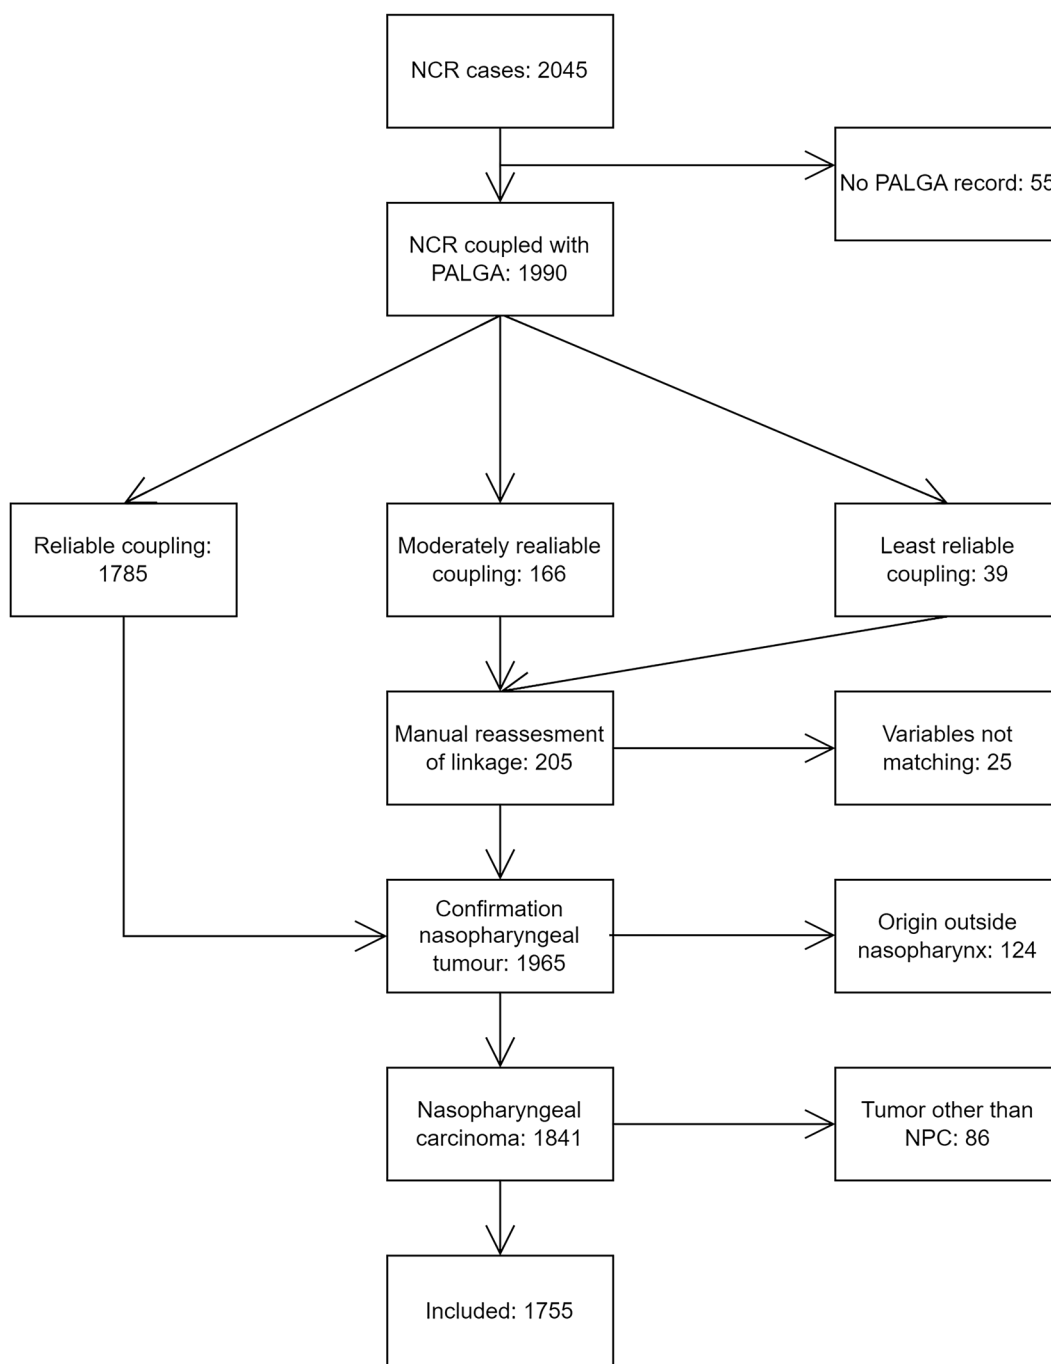 NCR cases: 2045
No PALGA record: 55
NCR coupled with
PALGA: 1990
Reliable coupling:
1785
Moderately realiable
coupling: 166
Least reliable
coupling: 39
Manual reassesment
of linkage: 205
Variables not
matching: 25
Confirmation
nasopharyngeal
tumour: 1965
Origin outside
nasopharynx: 124
Nasopharyngeal
carcinoma: 1841
Tumor other than
NPC: 86
Included: 1755